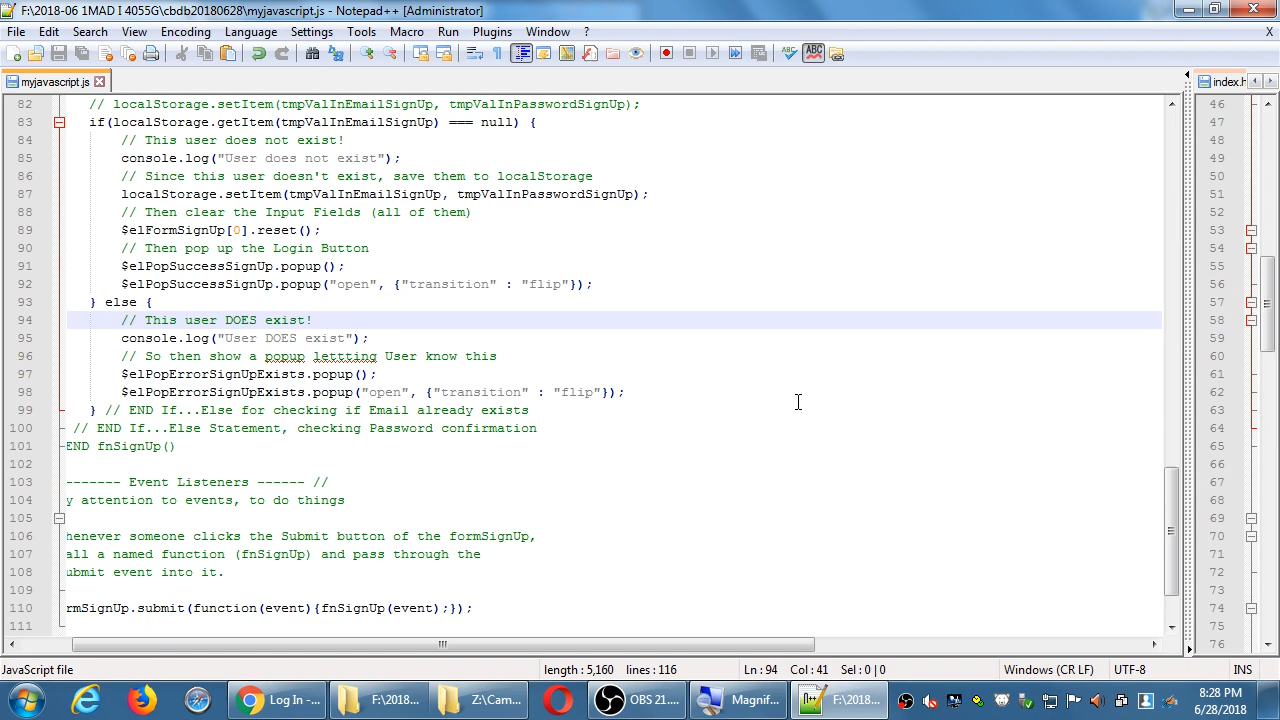 F:\2018-06 1MAD I 4055G\cbdb20180628\myjavascript.js - Notepad++ [Administrator]
File Edit Search View Encoding Language Settings Tools Macro Run Plugins Window ? X
myjavascript.js
index.h
82 // localStorage.setItem(tmpValInEmailSignUp, tmpValInPasswordSignUp);
83 if(localStorage.getItem(tmpValInEmailSignUp) === null) {
84 // This user does not exist!
85 console.log("User does not exist");
86 // Since this user doesn't exist, save them to localStorage
87 localStorage.setItem(tmpValInEmailSignUp, tmpValInPasswordSignUp);
88 // Then clear the Input Fields (all of them)
89 $elFormSignUp[0].reset();
90 // Then pop up the Login Button
91 $elPopSuccessSignUp.popup();
92 $elPopSuccessSignUp.popup("open", {"transition" : "flip"});
93 } else {
94 // This user DOES exist!
95 console.log("User DOES exist");
96 // So then show a popup lettting User know this
97 $elPopErrorSignUpExists.popup();
98 $elPopErrorSignUpExists.popup("open", {"transition" : "flip"});
99 } // END If...Else for checking if Email already exists
100 // END If...Else Statement, checking Password confirmation
101 END fnSignUp()
102
103 ------- Event Listeners ------ //
104 y attention to events, to do things
105
106 henever someone clicks the Submit button of the formSignUp,
107 all a named function (fnSignUp) and pass through the
108 ubmit event into it.
109
110 rmSignUp.submit(function(event){fnSignUp(event);});
111
46
47
48
49
50
51
52
53
54
55
56
57
58
59
60
61
62
63
64
65
66
67
68
69
70
71
72
73
74
75
76
JavaScript file length : 5,160 lines : 116 Ln : 94 Col : 41 Sel : 0 | 0 Windows (CR LF) UTF-8 INS
Log In -... F:\2018... Z:\Cam... OBS 21.... Magnif... F:\2018...
8:28 PM
6/28/2018